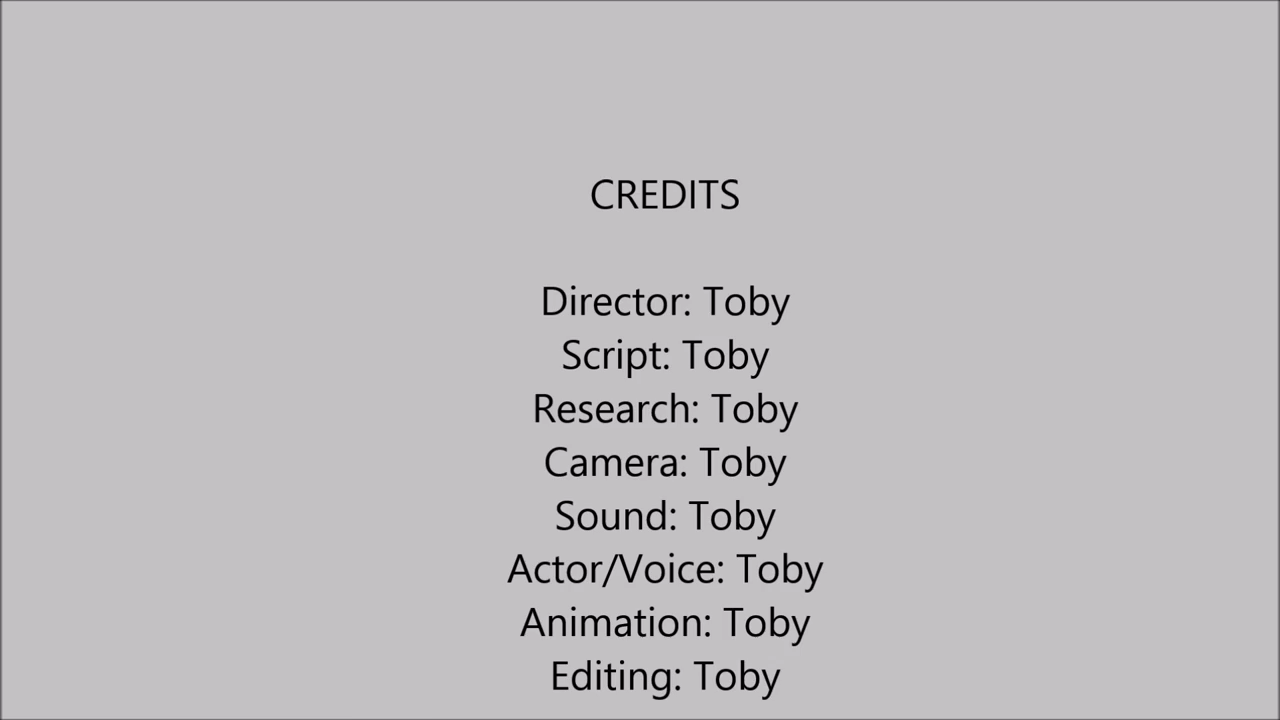 CREDITS
Director: Toby
Script: Toby
Research: Toby
Camera: Toby
Sound: Toby
Actor/Voice: Toby
Animation: Toby
Editing: Toby